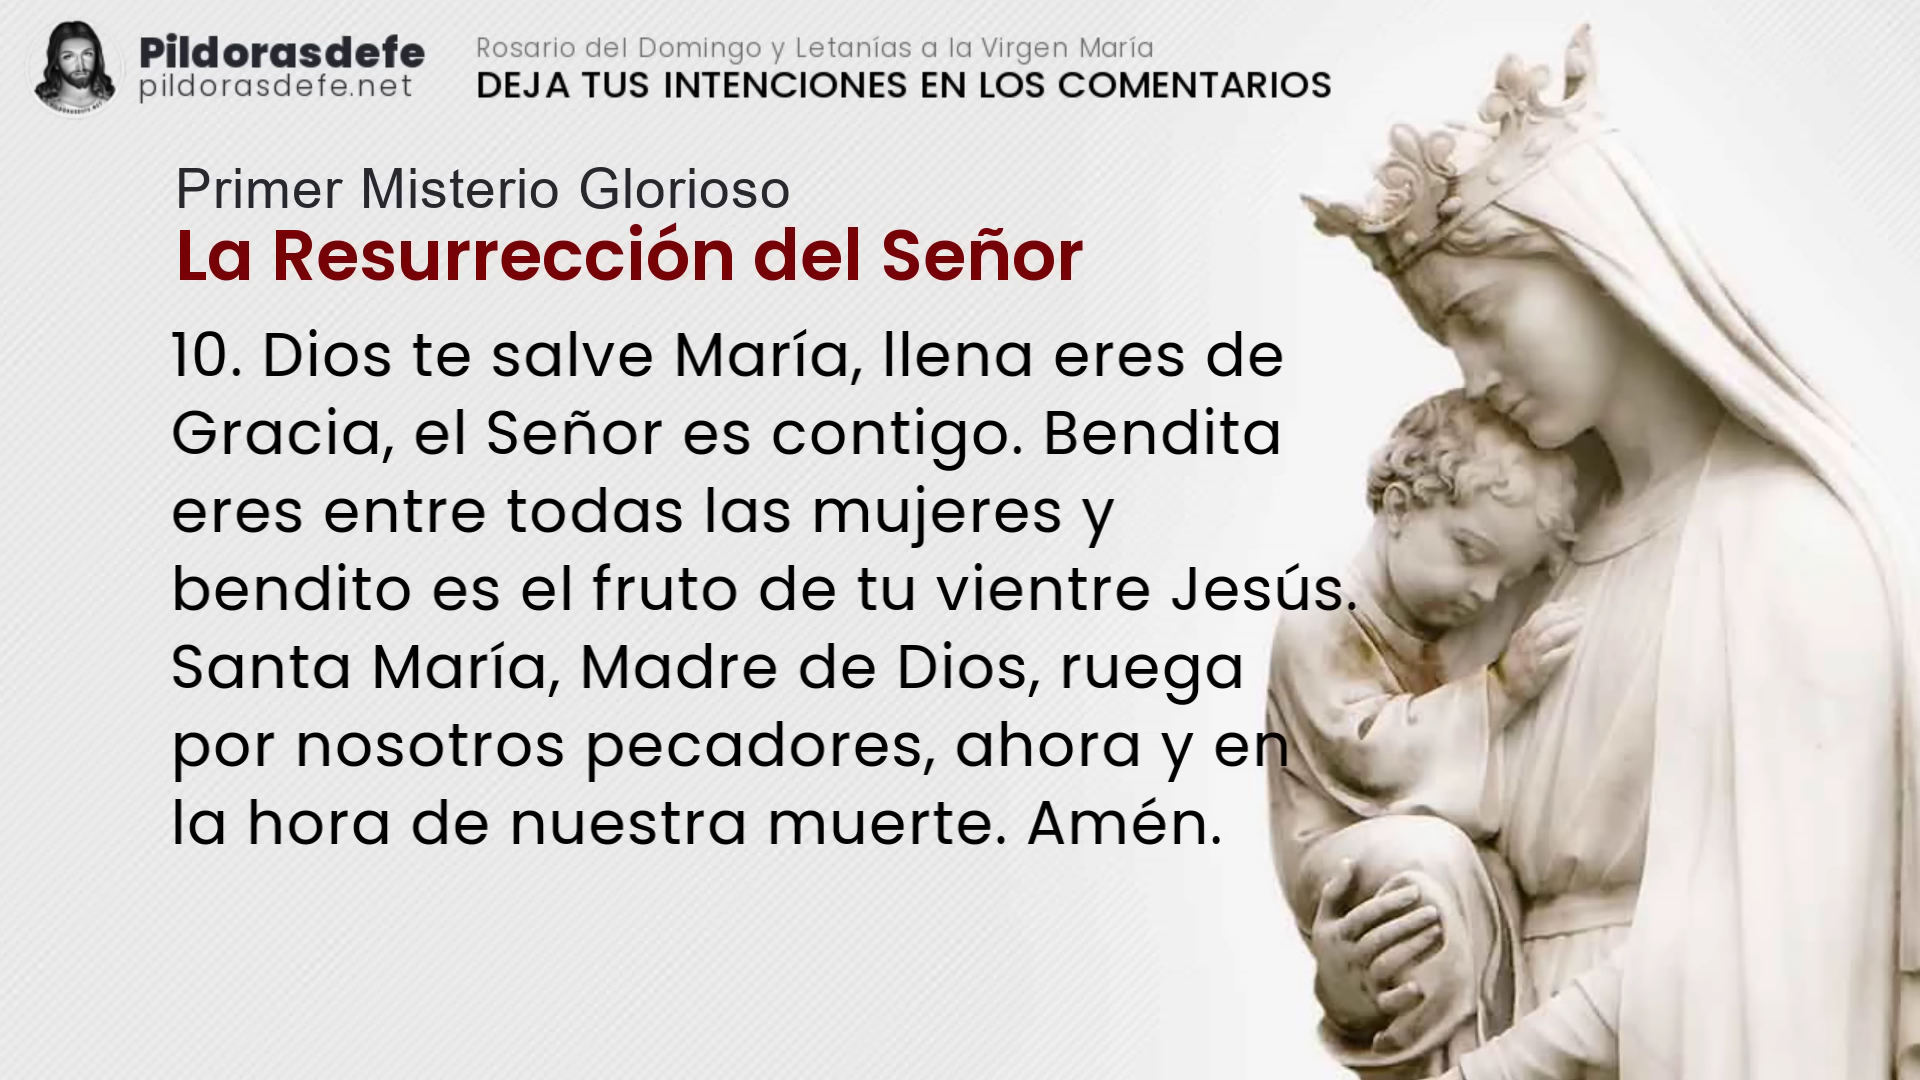 Pildorasdefe
pildorasdefe.net
Rosario del Domingo y Letanías a la Virgen María
DEJA TUS INTENCIONES EN LOS COMENTARIOS
Primer Misterio Glorioso
La Resurrección del Señor
10. Dios te salve María, llena eres de
Gracia, el Señor es contigo. Bendita
eres entre todas las mujeres y
bendito es el fruto de tu vientre Jesús.
Santa María, Madre de Dios, ruega
por nosotros pecadores, ahora y en
la hora de nuestra muerte. Amén.